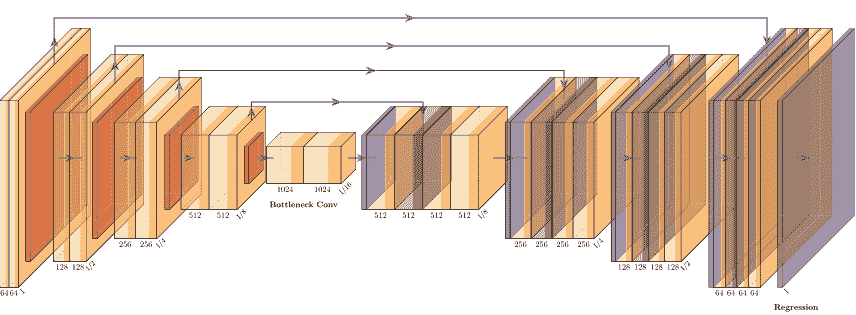 1024 1024
1/16
Bottleneck Conv
512 512
1/8
512 512 512 512
1/8
256 256
1/4
256 256 256 256
1/4
128 128
1/2
128 128 128 128
1/2
64 64
1
64 64 64 64
1
Regression